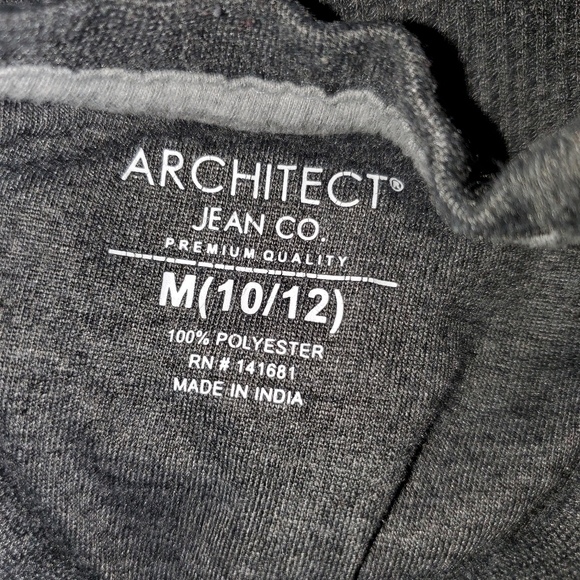 ARCHITECT®
JEAN CO.
PREMIUM QUALITY
M(10/12)
100% POLYESTER
RN # 141681
MADE IN INDIA